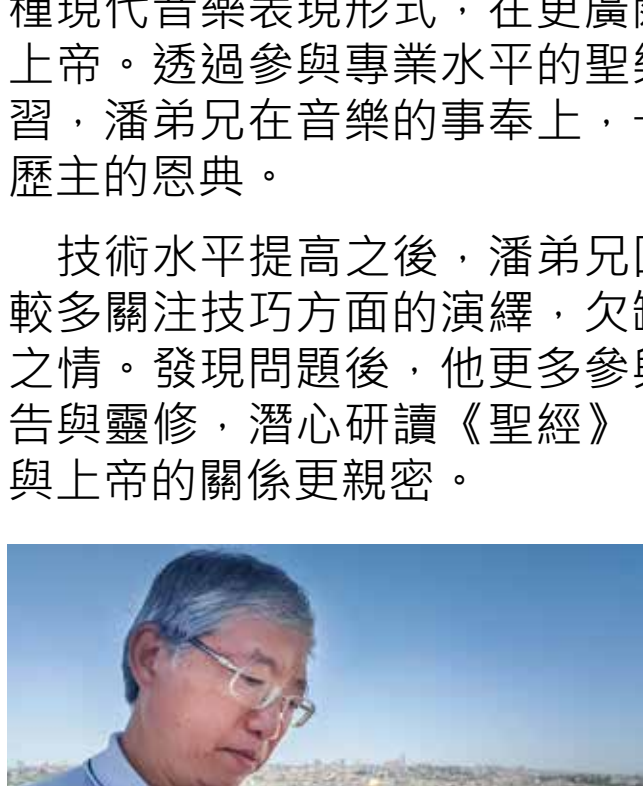 種現代音樂表現形式，在更廣
上帝。透過參與專業水平的聖
習，潘弟兄在音樂的事奉上，
歷主的恩典。
技術水平提高之後，潘弟兄
較多關注技巧方面的演繹，欠
之情。發現問題後，他更多參與
告與靈修，潛心研讀《聖經》，
與上帝的關係更親密。